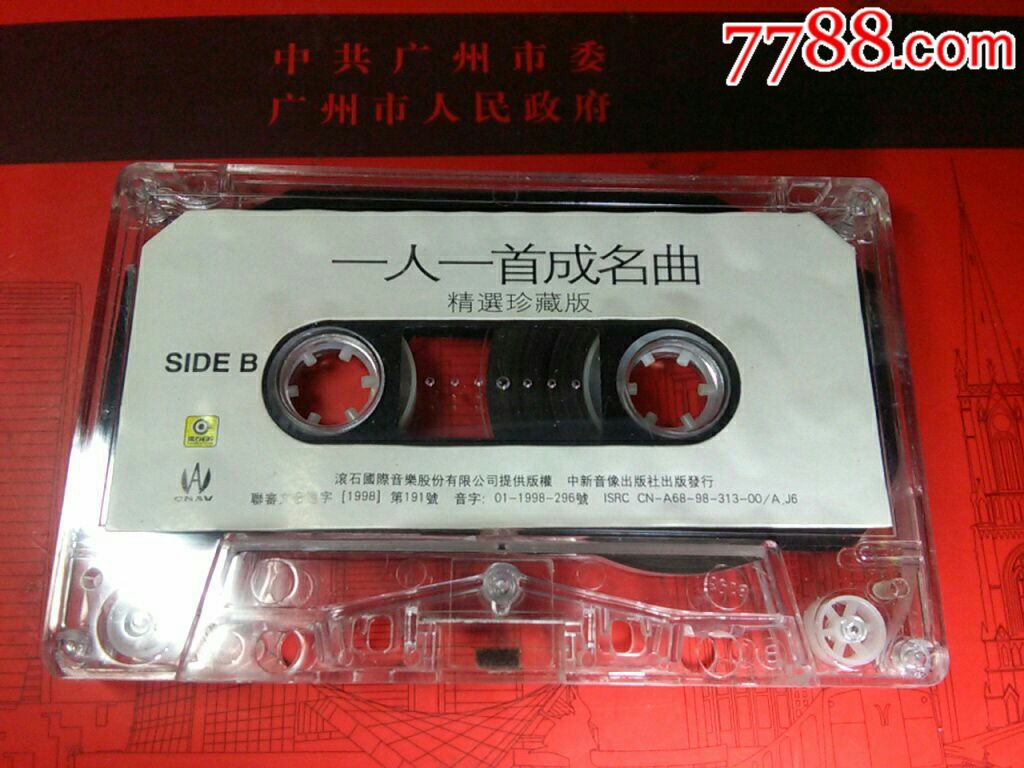 7788.com
中共广州市委
广州市人民政府
一人一首成名曲
精選珍藏版
SIDE B
CNAV
滾石國際音樂股份有限公司提供版權 中新音像出版社出版發行
聯審 字 [1998] 第191號 音字: 01-1998-296號 ISRC CN-A68-98-313-00/A.J6